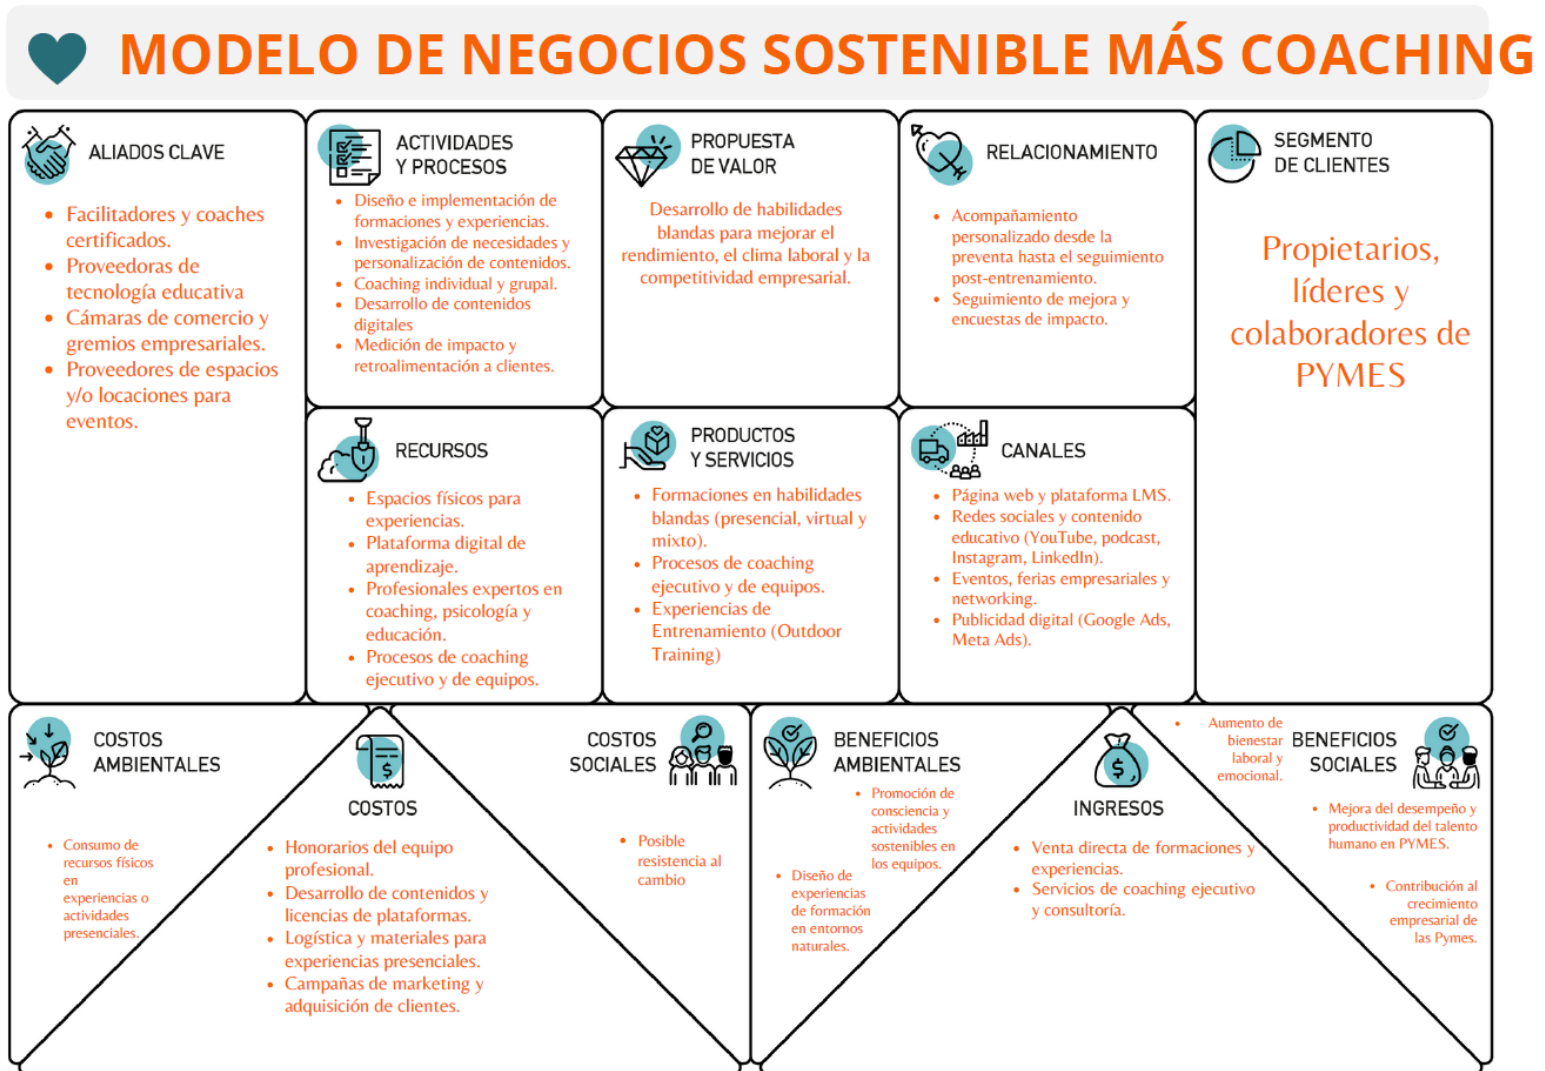 MODELO DE NEGOCIOS SOSTENIBLE MÁS COACHING
ALIADOS CLAVE
• Facilitadores y coaches
certificados.
• Proveedoras de
tecnología educativa
• Cámaras de comercio y
gremios empresariales.
• Proveedores de espacios
y/o locaciones para
eventos.
ACTIVIDADES
Y PROCESOS
• Diseño e implementación de
formaciones y experiencias.
• Investigación de necesidades y
personalización de contenidos.
• Coaching individual y grupal.
• Desarrollo de contenidos
digitales
• Medición de impacto y
retroalimentación a clientes.
PROPUESTA
DE VALOR
Desarrollo de habilidades
blandas para mejorar el
rendimiento, el clima laboral y la
competitividad empresarial.
RELACIONAMIENTO
• Acompañamiento
personalizado desde la
preventa hasta el seguimiento
post-entrenamiento.
• Seguimiento de mejora y
encuestas de impacto.
SEGMENTO
DE CLIENTES
Propietarios,
líderes y
colaboradores de
PYMES
RECURSOS
• Espacios físicos para
experiencias.
• Plataforma digital de
aprendizaje.
• Profesionales expertos en
coaching, psicología y
educación.
• Procesos de coaching
ejecutivo y de equipos.
PRODUCTOS
Y SERVICIOS
• Formaciones en habilidades
blandas (presencial, virtual y
mixto).
• Procesos de coaching
ejecutivo y de equipos.
• Experiencias de
Entrenamiento (Outdoor
Training)
CANALES
• Página web y plataforma LMS.
• Redes sociales y contenido
educativo (YouTube, podcast,
Instagram, LinkedIn).
• Eventos, ferias empresariales y
networking.
• Publicidad digital (Google Ads,
Meta Ads).
COSTOS
AMBIENTALES
• Consumo de
recursos físicos
en
experiencias o
actividades
presenciales.
$
COSTOS
• Honorarios del equipo
profesional.
• Desarrollo de contenidos y
licencias de plataformas.
• Logística y materiales para
experiencias presenciales.
• Campañas de marketing y
adquisición de clientes.
COSTOS
SOCIALES
• Posible
resistencia al
cambio
BENEFICIOS
AMBIENTALES
• Promoción de
consciencia y
actividades
sostenibles en
los equipos.
• Diseño de
experiencias
de formación
en entornos
naturales.
$
INGRESOS
• Venta directa de formaciones y
experiencias.
• Servicios de coaching ejecutivo
y consultoría.
BENEFICIOS
SOCIALES
• Aumento de
bienestar
laboral y
emocional.
• Mejora del desempeño y
productividad del talento
humano en PYMES.
• Contribución al
crecimiento
empresarial de
las Pymes.